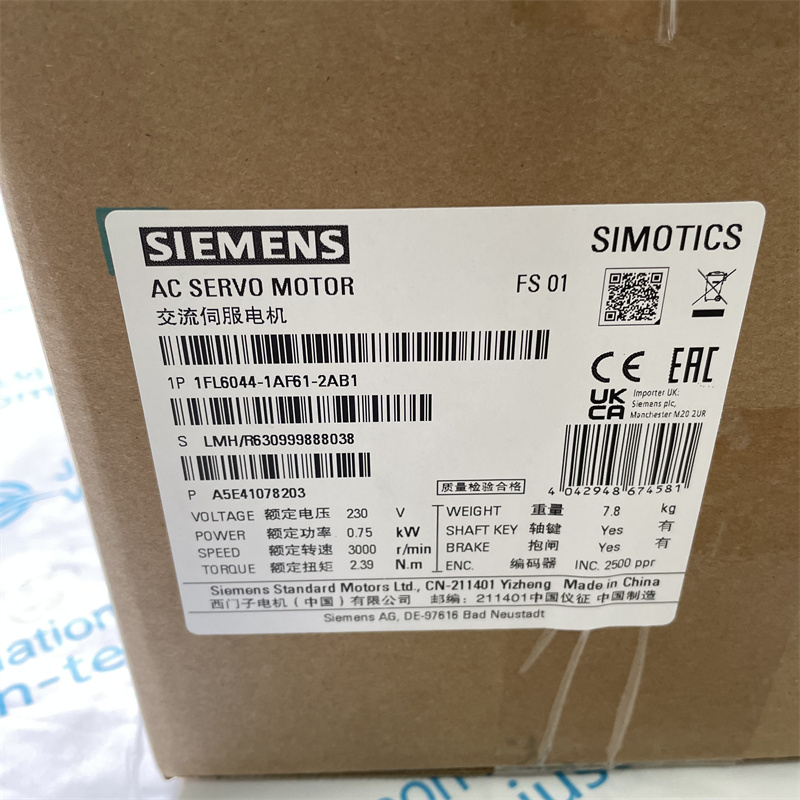 SIEMENS
SIMOTICS
AC SERVO MOTOR
FS 01
交流伺服电机
1P 1FL6044-1AF61-2AB1
CE EAC
UK CA
Importer UK:
Siemens plc,
Manchester M20 2UR
S LMH/R630999888038
P A5E41078203
质量检验合格
4 042948 674581
VOLTAGE 额定电压 230 V
POWER 额定功率 0.75 kW
SPEED 额定转速 3000 r/min
TORQUE 额定扭矩 2.39 N.m
WEIGHT 重量 7.8 kg
SHAFT KEY 轴键 Yes 有
BRAKE 抱闸 Yes 有
ENC. 编码器 INC. 2500 ppr
Siemens Standard Motors Ltd., CN-211401 Yizheng Made in China
西门子电机（中国）有限公司 邮编：211401中国仪征 中国制造
Siemens AG, DE-97616 Bad Neustadt